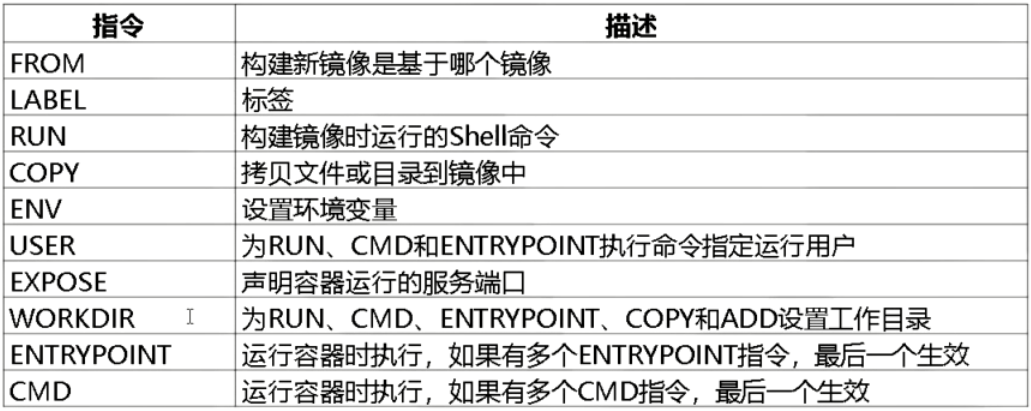 指令 描述
FROM 构建新镜像是基于哪个镜像
LABEL 标签
RUN 构建镜像时运行的Shell命令
COPY 拷贝文件或目录到镜像中
ENV 设置环境变量
USER 为RUN、CMD和ENTRYPOINT执行命令指定运行用户
EXPOSE 声明容器运行的服务端口
WORKDIR 为RUN、CMD、ENTRYPOINT、COPY和ADD设置工作目录
ENTRYPOINT 运行容器时执行，如果有多个ENTRYPOINT指令，最后一个生效
CMD 运行容器时执行，如果有多个CMD指令，最后一个生效